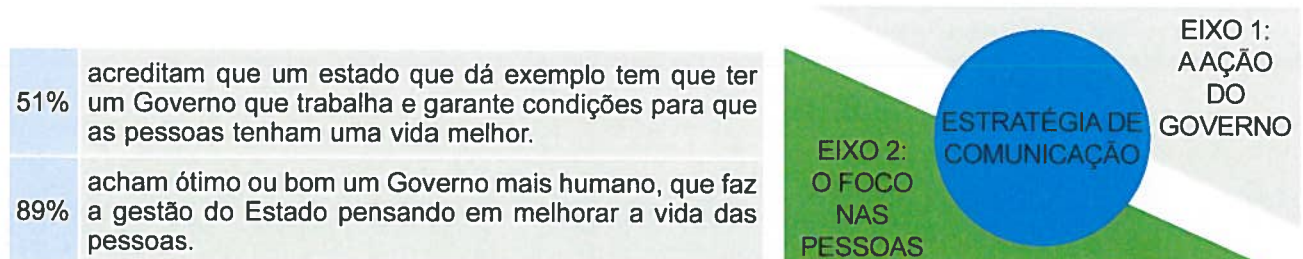 51%
acreditam que um estado que dá exemplo tem que ter
um Governo que trabalha e garante condições para que
as pessoas tenham uma vida melhor.
89%
acham ótimo ou bom um Governo mais humano, que faz
a gestão do Estado pensando em melhorar a vida das
pessoas.
EIXO 1:
A AÇÃO
DO
GOVERNO
ESTRATÉGIA DE
COMUNICAÇÃO
EIXO 2:
O FOCO
NAS
PESSOAS